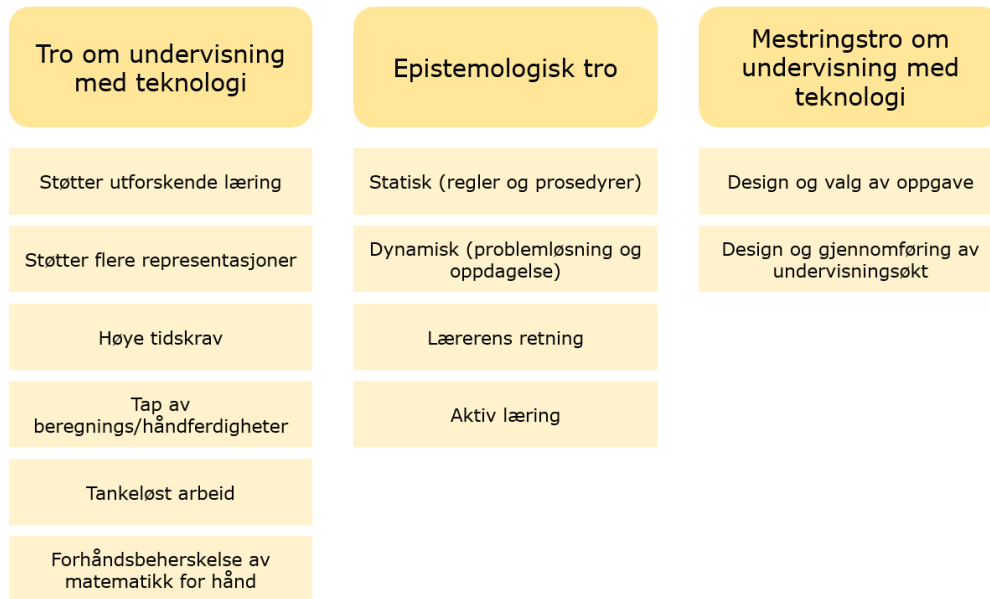 Tro om undervisning
med teknologi
Støtter utforskende læring
Støtter flere representasjoner
Høye tidskrav
Tap av
beregnings/håndferdigheter
Tankeløst arbeid
Forhåndsbeherskelse av
matematikk for hånd
Epistemologisk tro
Statisk (regler og prosedyrer)
Dynamisk (problemløsning og
oppdagelse)
Lærerens retning
Aktiv læring
Mestringstro om
undervisning med
teknologi
Design og valg av oppgave
Design og gjennomføring av
undervisningsøkt